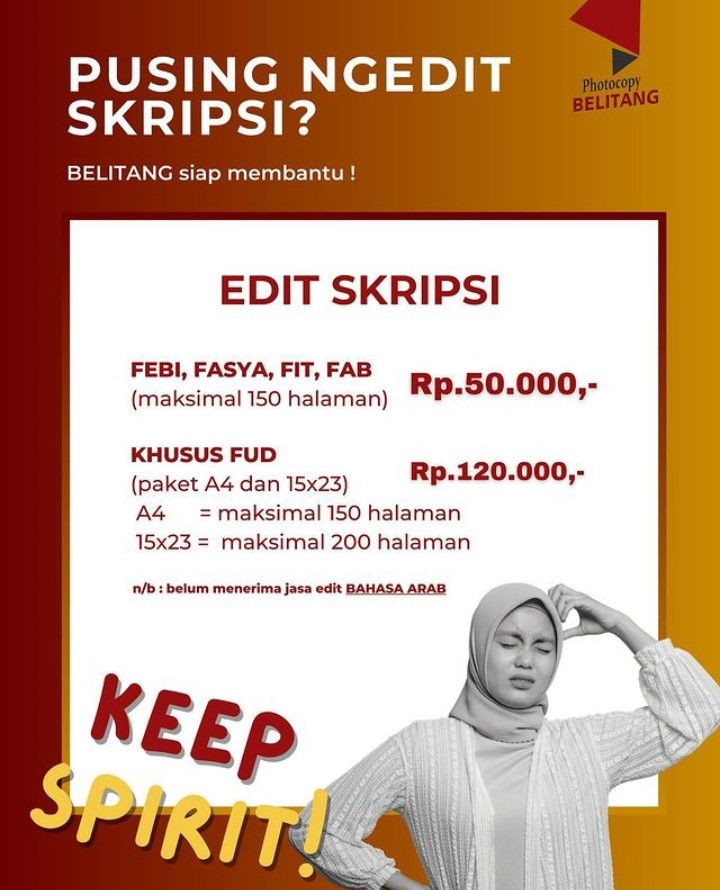 PUSING NGEDIT
SKRIPSI?
Photocopy
BELITANG
BELITANG siap membantu !
EDIT SKRIPSI
FEBI, FASYA, FIT, FAB
(maksimal 150 halaman)
Rp.50.000,-
KHUSUS FUD
(paket A4 dan 15x23)
Rp.120.000,-
A4 = maksimal 150 halaman
15x23 = maksimal 200 halaman
n/b : belum menerima jasa edit BAHASA ARAB
KEEP
SPIRIT!